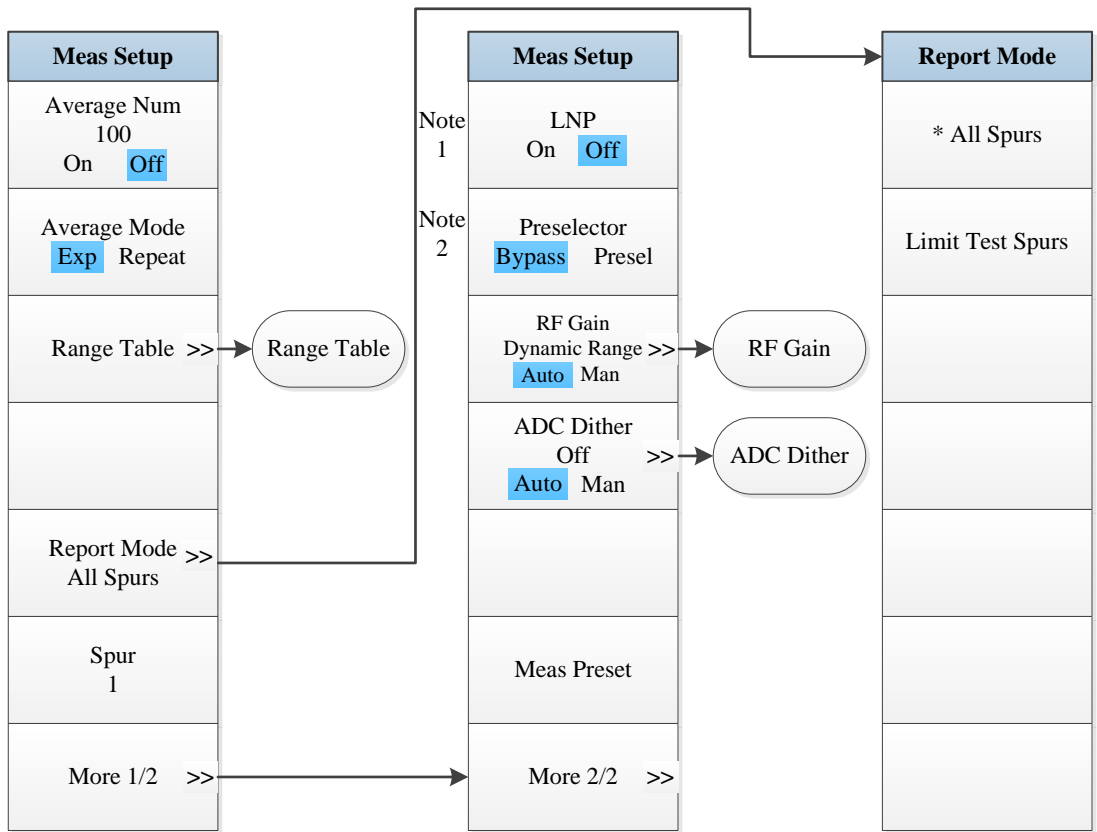 Meas Setup
Average Num
100
On Off
Average Mode
Exp Repeat
Range Table >>
Range Table
Report Mode >>
All Spurs
Spur
1
More 1/2 >>
Meas Setup
Note
1
LNP
On Off
Note
2
Preselector
Bypass Presel
RF Gain
Dynamic Range >>
Auto Man
RF Gain
ADC Dither
Off >>
Auto Man
ADC Dither
Meas Preset
More 2/2 >>
Report Mode
* All Spurs
Limit Test Spurs